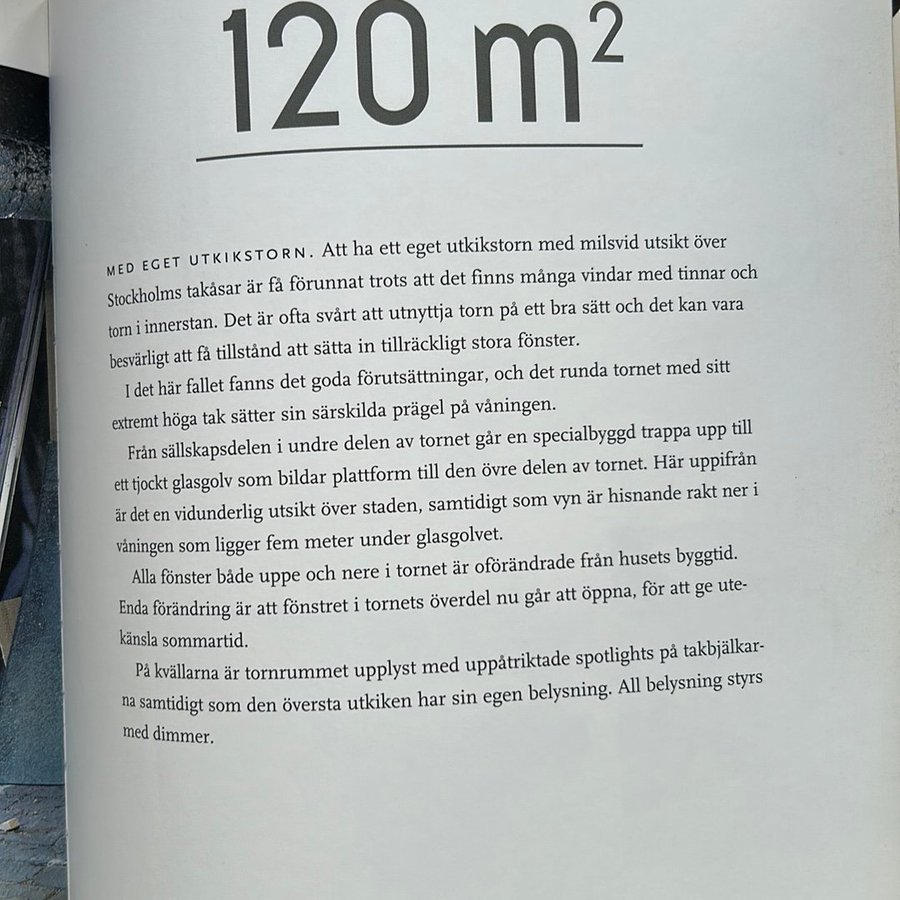 120 m²
MED EGET UTKIKSTORN. Att ha ett eget utkikstorn med milsvid utsikt över
Stockholms takåsar är få förunnat trots att det finns många vindar med tinnar och
torn i innerstan. Det är ofta svårt att utnyttja torn på ett bra sätt och det kan vara
besvärligt att få tillstånd att sätta in tillräckligt stora fönster.
I det här fallet fanns det goda förutsättningar, och det runda tornet med sitt
extremt höga tak sätter sin särskilda prägel på våningen.
Från sällskapsdelen i undre delen av tornet går en specialbyggd trappa upp till
ett tjockt glasgolv som bildar plattform till den övre delen av tornet. Här uppifrån
är det en vidunderlig utsikt över staden, samtidigt som vyn är hisnande rakt ner i
våningen som ligger fem meter under glasgolvet.
Alla fönster både uppe och nere i tornet är oförändrade från husets byggtid.
Enda förändring är att fönstret i tornets överdel nu går att öppna, för att ge ute-
känsla sommartid.
På kvällarna är tornrummet upplyst med uppåtriktade spotlights på takbjälkar-
na samtidigt som den översta utkiken har sin egen belysning. All belysning styrs
med dimmer.